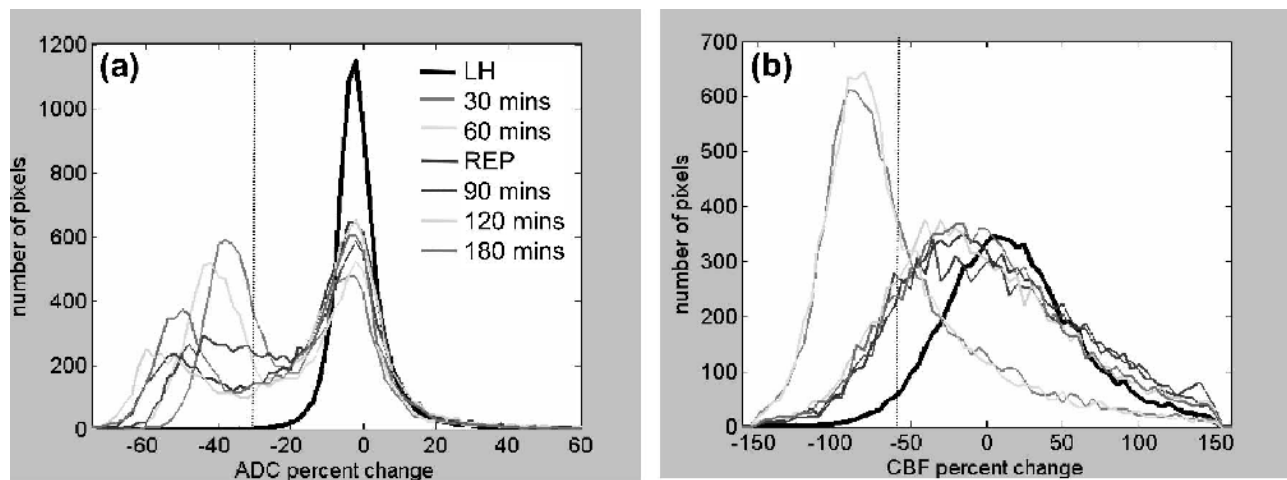 (a)
1200
1000
800
600
400
200
0
number of pixels
-60
-40
-20
0
20
40
60
ADC percent change
LH
30 mins
60 mins
REP
90 mins
120 mins
180 mins
(b)
700
600
500
400
300
200
100
0
number of pixels
-150
-100
-50
0
50
100
150
CBF percent change